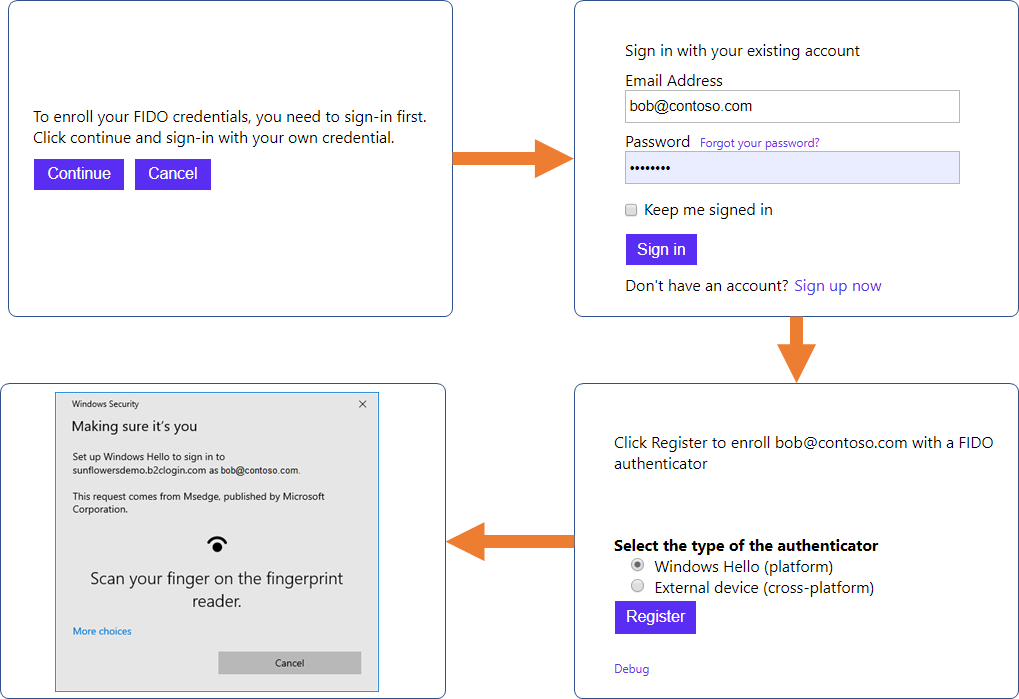 To enroll your FIDO credentials, you need to sign-in first.
Click continue and sign-in with your own credential.
Continue Cancel
Sign in with your existing account
Email Address
bob@contoso.com
Password Forgot your password?
••••••••
Keep me signed in
Sign in
Don't have an account? Sign up now
Click Register to enroll bob@contoso.com with a FIDO
authenticator
Select the type of the authenticator
Windows Hello (platform)
External device (cross-platform)
Register
Debug
Windows Security
Making sure it's you
Set up Windows Hello to sign in to
sunflowersdemo.b2clogin.com as bob@contoso.com.
This request comes from Msedge, published by Microsoft
Corporation.
Scan your finger on the fingerprint
reader.
More choices
Cancel